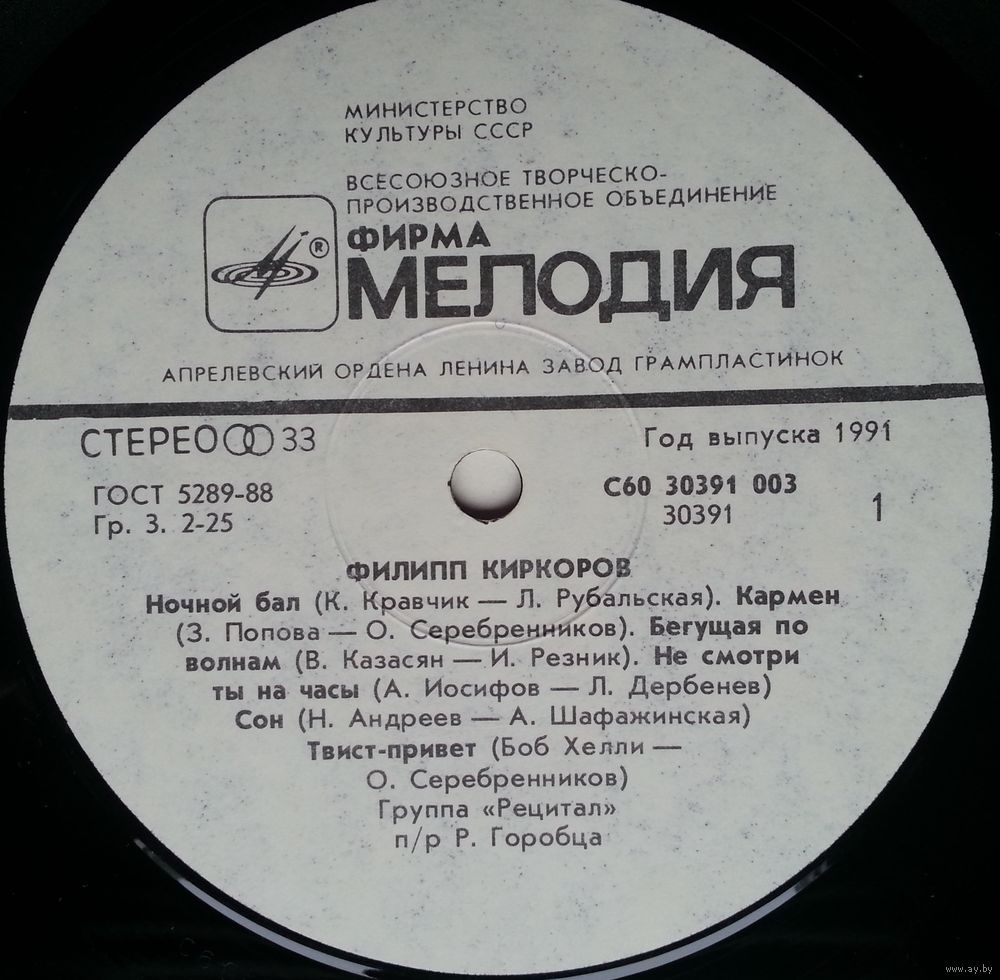 МИНИСТЕРСТВО
КУЛЬТУРЫ СССР
ВСЕСОЮЗНОЕ ТВОРЧЕСКО-
ПРОИЗВОДСТВЕННОЕ ОБЪЕДИНЕНИЕ
®
ФИРМА
МЕЛОДИЯ
АПРЕЛЕВСКИЙ ОРДЕНА ЛЕНИНА ЗАВОД ГРАМПЛАСТИНОК
СТЕРЕО 33
Год выпуска 1991
ГОСТ 5289-88
Гр. 3. 2-25
С60 30391 003
30391
1
ФИЛИПП КИРКОРОВ
Ночной бал (К. Кравчик — Л. Рубальская). Кармен
(З. Попова — О. Серебренников). Бегущая по
волнам (В. Казасян — И. Резник). Не смотри
ты на часы (А. Иосифов — Л. Дербенев)
Сон (Н. Андреев — А. Шафажинская)
Твист-привет (Боб Хелли —
О. Серебренников)
Группа «Рецитал»
п/р Р. Горобца
www.ay.by